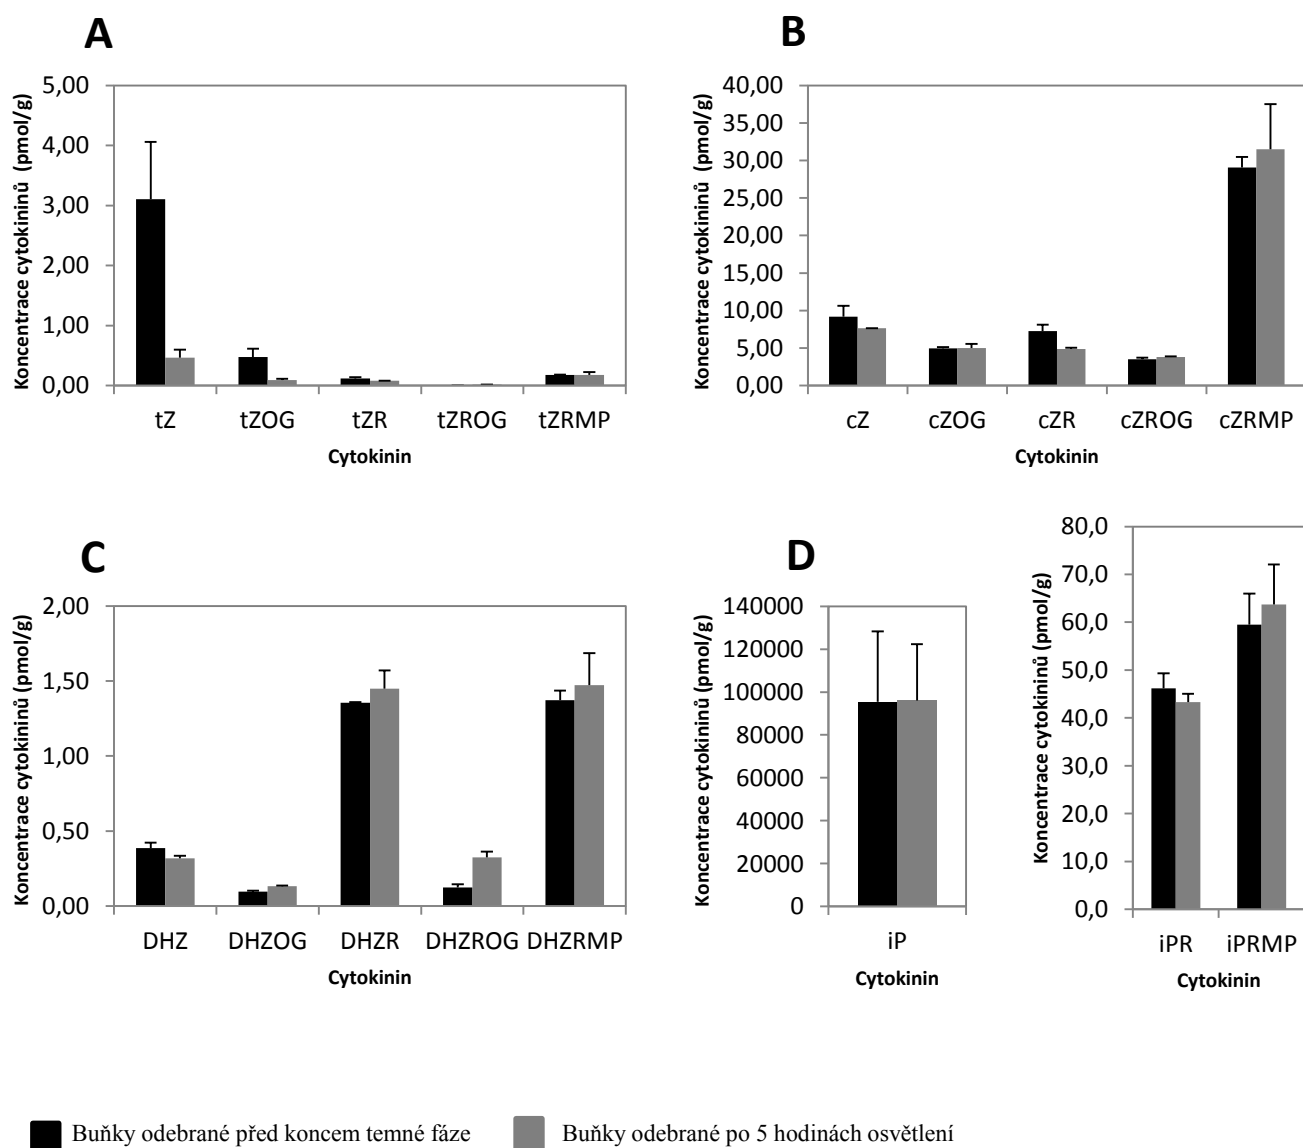 A
Koncentrace cytokininů (pmol/g)
5,00
4,00
3,00
2,00
1,00
0,00
tZ tZOG tZR tZROG tZRMP
Cytokinin
B
Koncentrace cytokininů (pmol/g)
40,00
35,00
30,00
25,00
20,00
15,00
10,00
5,00
0,00
cZ cZOG cZR cZROG cZRMP
Cytokinin
C
Koncentrace cytokininů (pmol/g)
2,00
1,50
1,00
0,50
0,00
DHZ DHZOG DHZR DHZROG DHZRMP
Cytokinin
D
Koncentrace cytokininů (pmol/g)
140000
120000
100000
80000
60000
40000
20000
0
iP
Cytokinin
Koncentrace cytokininů (pmol/g)
80,0
70,0
60,0
50,0
40,0
30,0
20,0
10,0
0,0
iPR iPRMP
Cytokinin
Buňky odebrané před koncem temné fáze
Buňky odebrané po 5 hodinách osvětlení